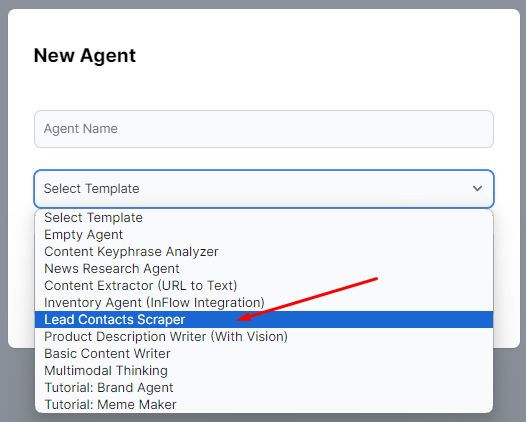 New Agent
Agent Name
Select Template
Select Template
Empty Agent
Content Keyphrase Analyzer
News Research Agent
Content Extractor (URL to Text)
Inventory Agent (InFlow Integration)
Lead Contacts Scraper
Product Description Writer (With Vision)
Basic Content Writer
Multimodal Thinking
Tutorial: Brand Agent
Tutorial: Meme Maker